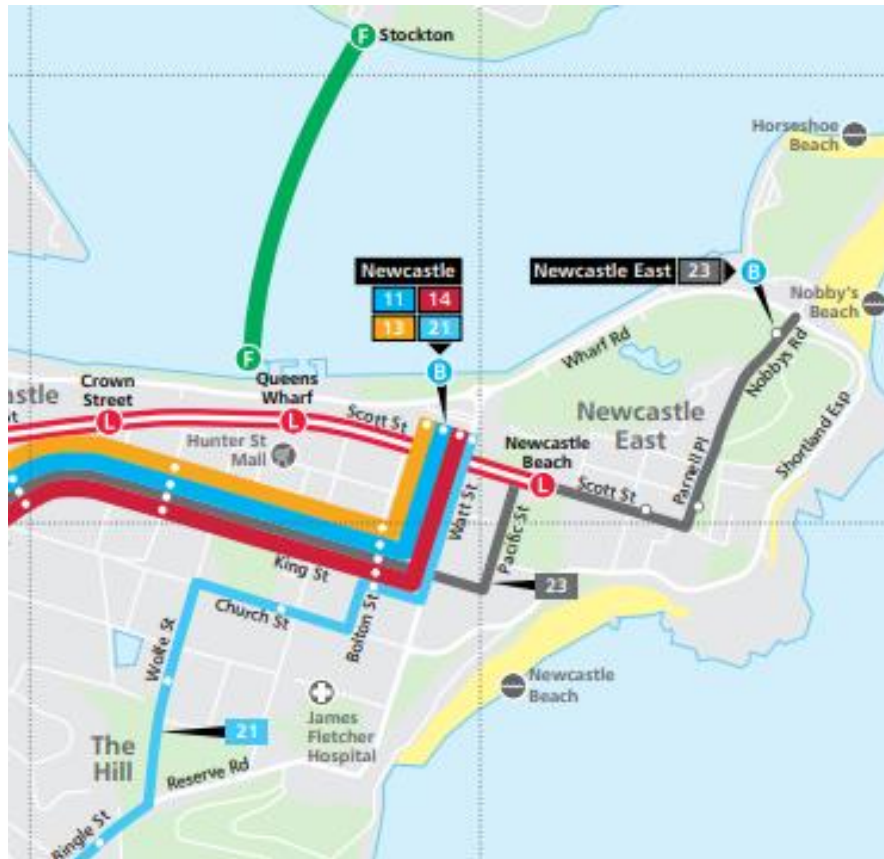 F Stockton
Horseshoe
Beach
Newcastle
11 14
13 21
B
Newcastle East 23 B
Nobby's
Beach
F
Wharf Rd
Nobbys Rd
Crown
Street
Queens
Wharf
Scott St
castle
L
L
Hunter St
Mall
Newcastle
East
Newcastle
Beach
L
Shortland Esp
Scott St
Parnell Pl
Watt St
Pacific St
King St
23
Church St
Bolton St
Wolfe St
Newcastle
Beach
James
Fletcher
Hospital
21
The
Hill
Reserve Rd
Ringle St